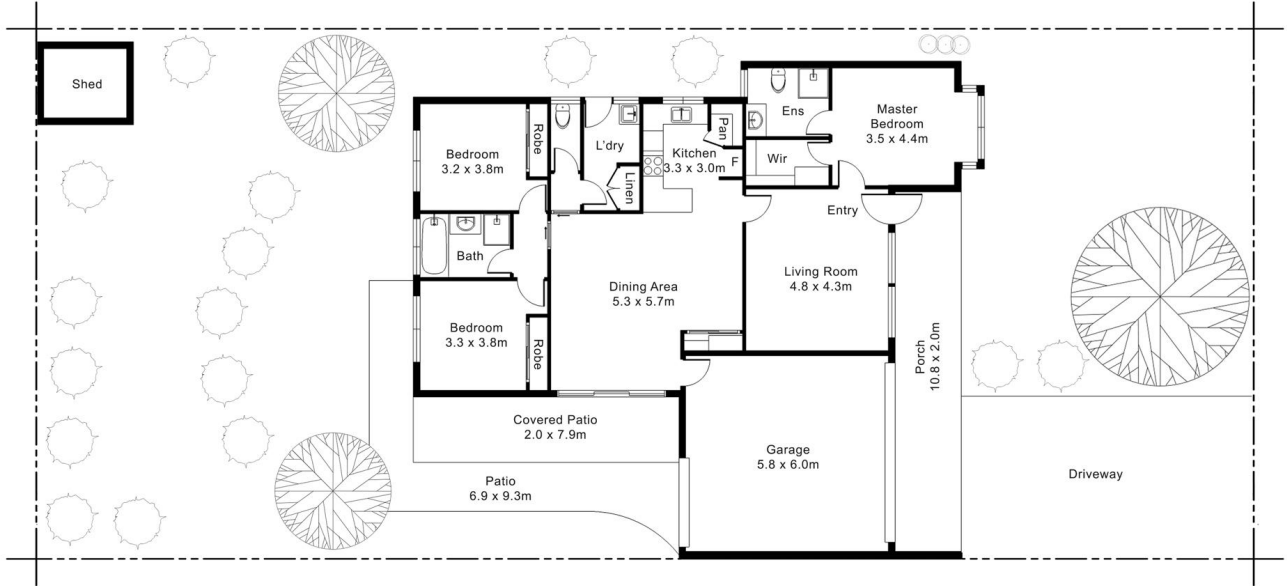 Shed
Bedroom
3.2 x 3.8m
Robe
L'dry
Linen
Kitchen
3.3 x 3.0m
Pan
F
Ens
Wir
Master
Bedroom
3.5 x 4.4m
Entry
Bath
Dining Area
5.3 x 5.7m
Living Room
4.8 x 4.3m
Bedroom
3.3 x 3.8m
Robe
Porch
10.8 x 2.0m
Covered Patio
2.0 x 7.9m
Patio
6.9 x 9.3m
Garage
5.8 x 6.0m
Driveway